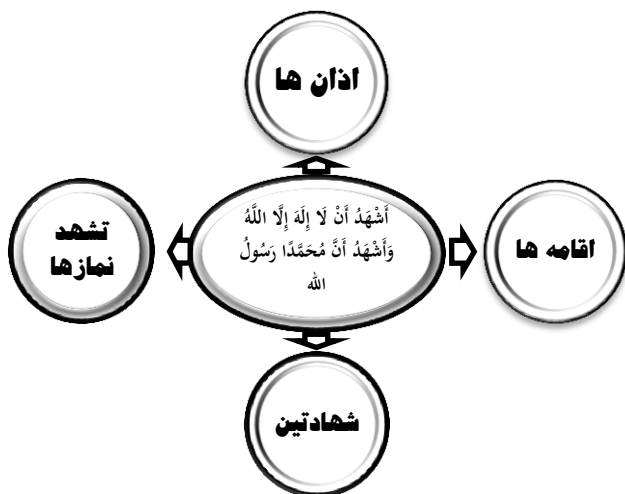 اذان ها
أَشْهَدُ أَنْ لَا إِلَهَ إِلَّا اللَّهُ
وَأَشْهَدُ أَنَّ مُحَمَّدًا رَسُولُ
الله
اقامه ها
تشهد
نمازها
شهادتین